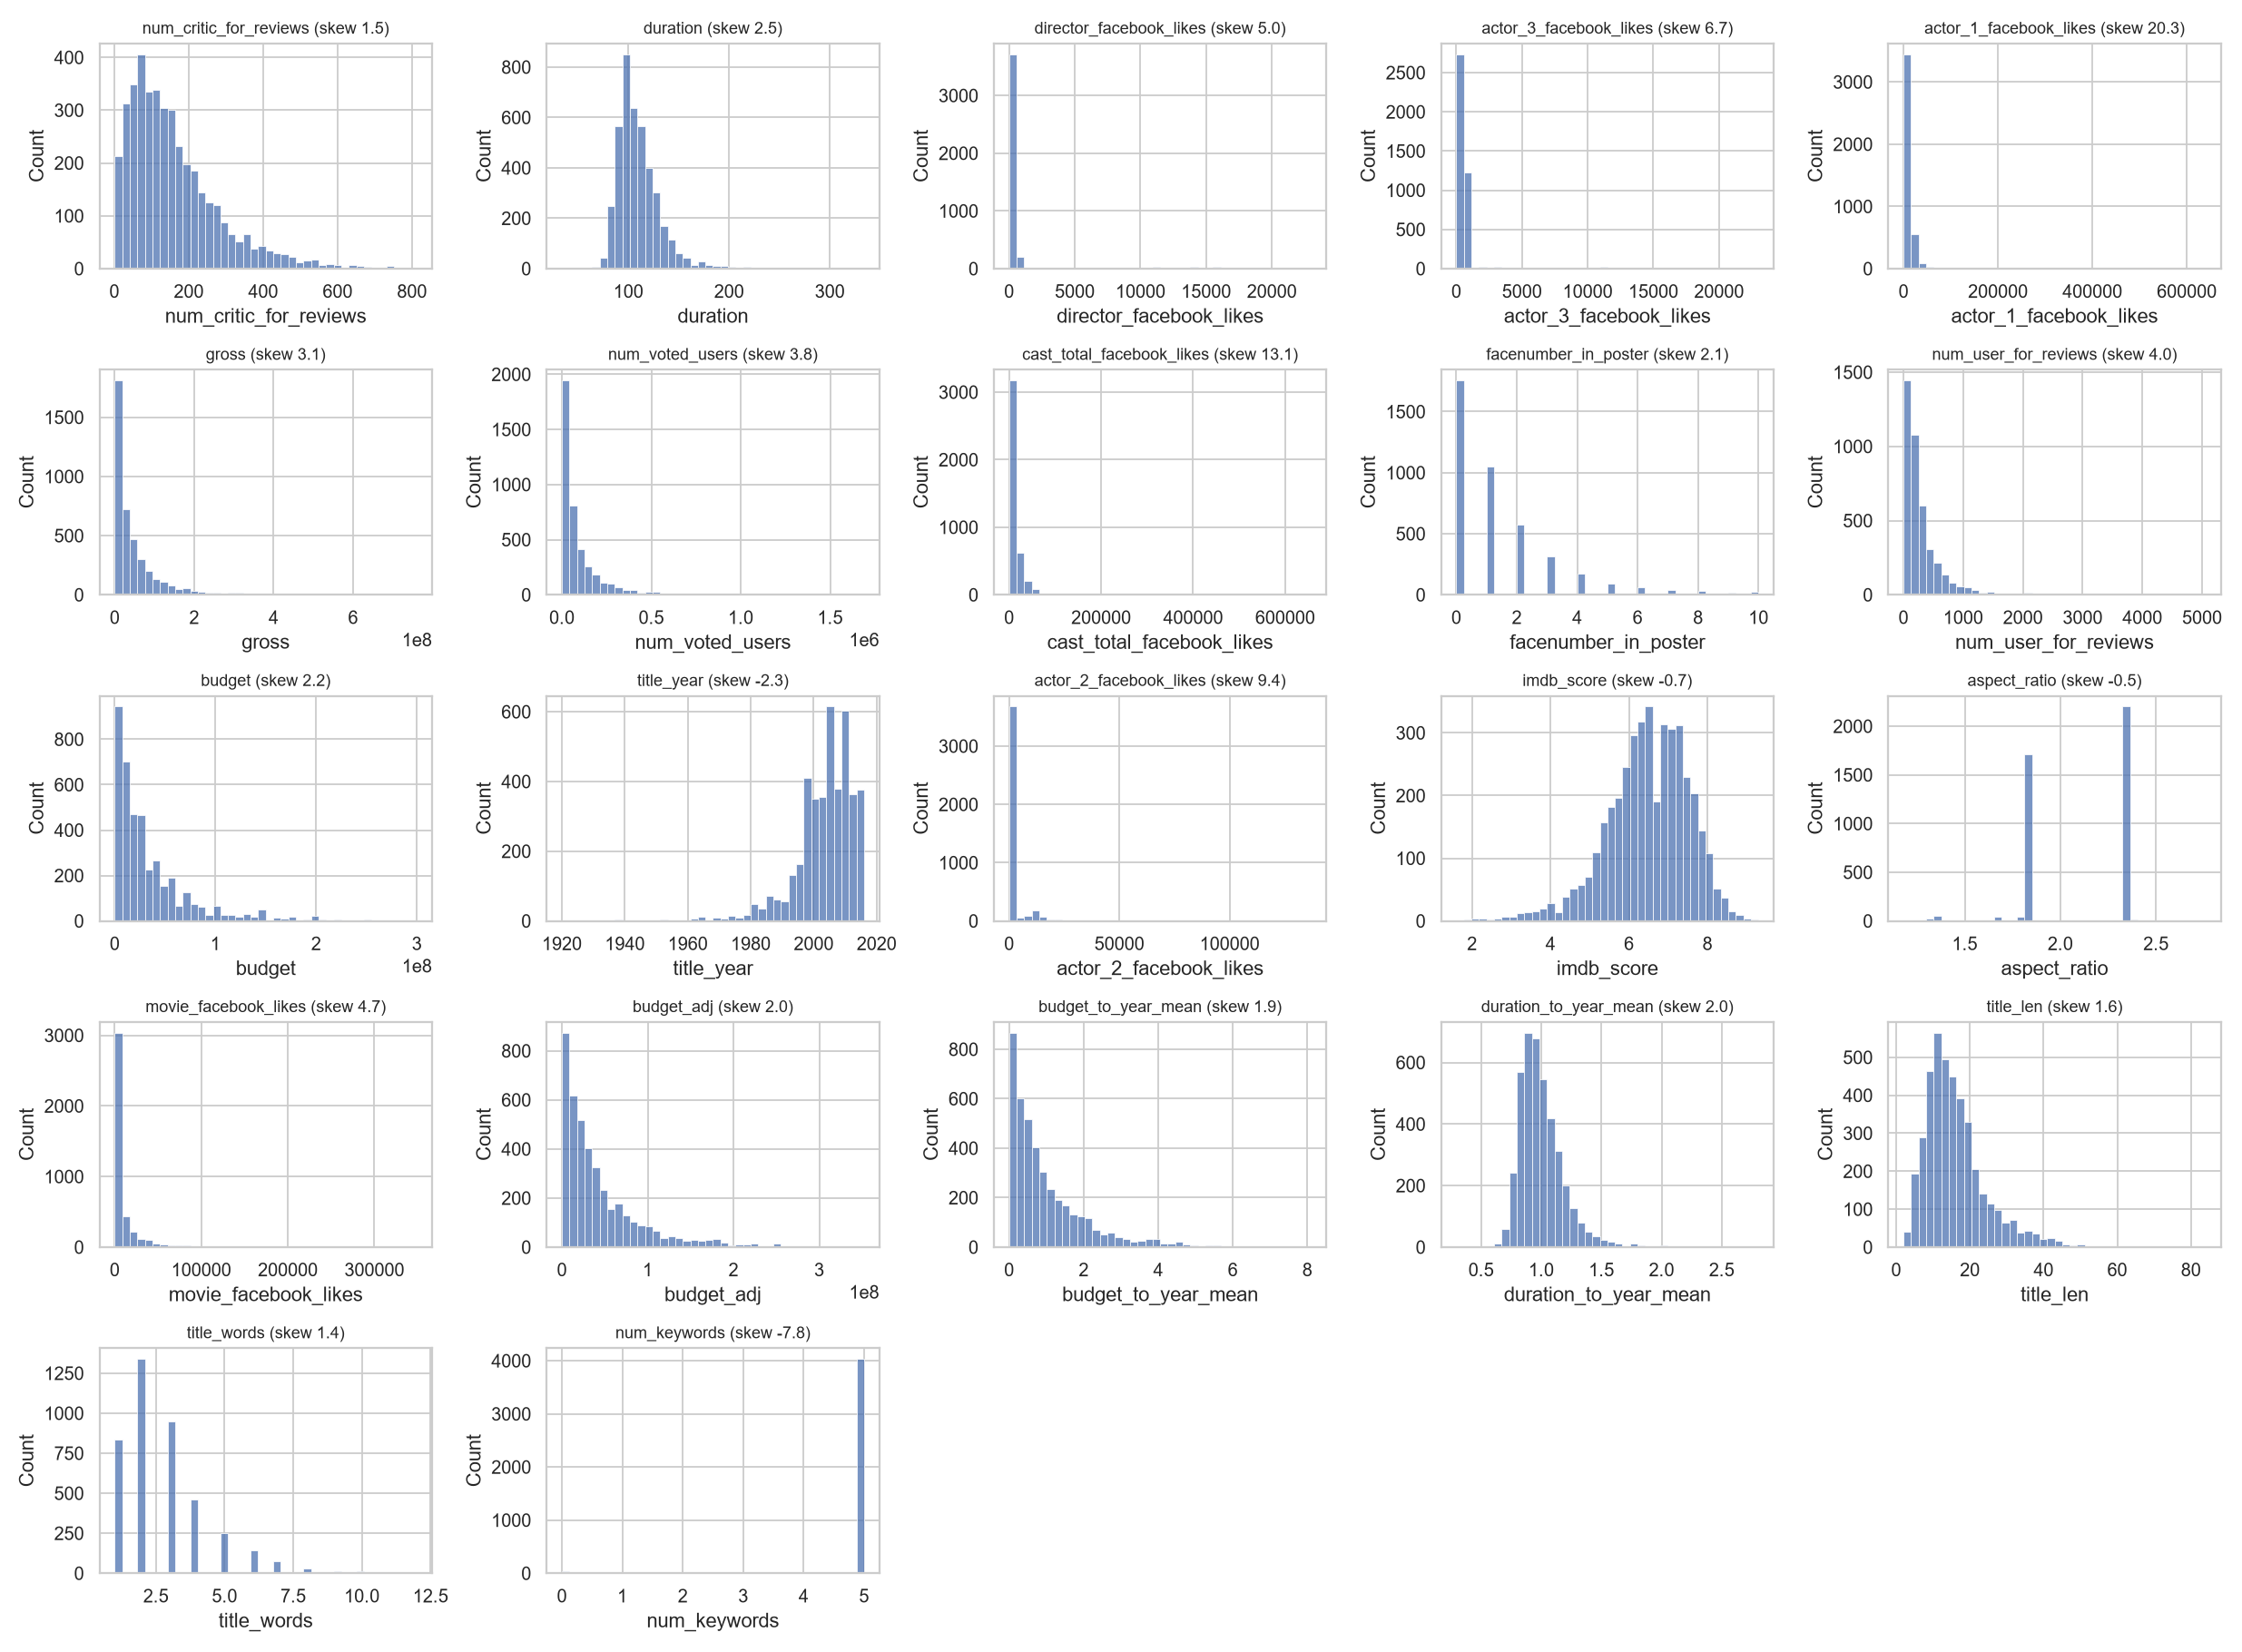 num_critic_for_reviews (skew 1.5)
400
300
200
100
0
Count
0 200 400 600 800
num_critic_for_reviews
duration (skew 2.5)
800
600
400
200
0
Count
100 200 300
duration
director_facebook_likes (skew 5.0)
3000
2000
1000
0
Count
0 5000 10000 15000 20000
director_facebook_likes
actor_3_facebook_likes (skew 6.7)
2500
2000
1500
1000
500
0
Count
0 5000 10000 15000 20000
actor_3_facebook_likes
actor_1_facebook_likes (skew 20.3)
3000
2000
1000
0
Count
0 200000 400000 600000
actor_1_facebook_likes
gross (skew 3.1)
1500
1000
500
0
Count
0 2 4 6
1e8
gross
num_voted_users (skew 3.8)
2000
1500
1000
500
0
Count
0.0 0.5 1.0 1.5
1e6
num_voted_users
cast_total_facebook_likes (skew 13.1)
3000
2000
1000
0
Count
0 200000 400000 600000
cast_total_facebook_likes
facenumber_in_poster (skew 2.1)
1500
1000
500
0
Count
0 2 4 6 8 10
facenumber_in_poster
num_user_for_reviews (skew 4.0)
1500
1000
500
0
Count
0 1000 2000 3000 4000 5000
num_user_for_reviews
budget (skew 2.2)
800
600
400
200
0
Count
0 1 2 3
1e8
budget
title_year (skew -2.3)
600
400
200
0
Count
1920 1940 1960 1980 2000 2020
title_year
actor_2_facebook_likes (skew 9.4)
3000
2000
1000
0
Count
0 50000 100000
actor_2_facebook_likes
imdb_score (skew -0.7)
300
200
100
0
Count
2 4 6 8
imdb_score
aspect_ratio (skew -0.5)
2000
1500
1000
500
0
Count
1.5 2.0 2.5
aspect_ratio
movie_facebook_likes (skew 4.7)
3000
2000
1000
0
Count
0 100000 200000 300000
movie_facebook_likes
budget_adj (skew 2.0)
800
600
400
200
0
Count
0 1 2 3
1e8
budget_adj
budget_to_year_mean (skew 1.9)
800
600
400
200
0
Count
0 2 4 6 8
budget_to_year_mean
duration_to_year_mean (skew 2.0)
600
400
200
0
Count
0.5 1.0 1.5 2.0 2.5
duration_to_year_mean
title_len (skew 1.6)
500
400
300
200
100
0
Count
0 20 40 60 80
title_len
title_words (skew 1.4)
1250
1000
750
500
250
0
Count
2.5 5.0 7.5 10.0 12.5
title_words
num_keywords (skew -7.8)
4000
3000
2000
1000
0
Count
0 1 2 3 4 5
num_keywords